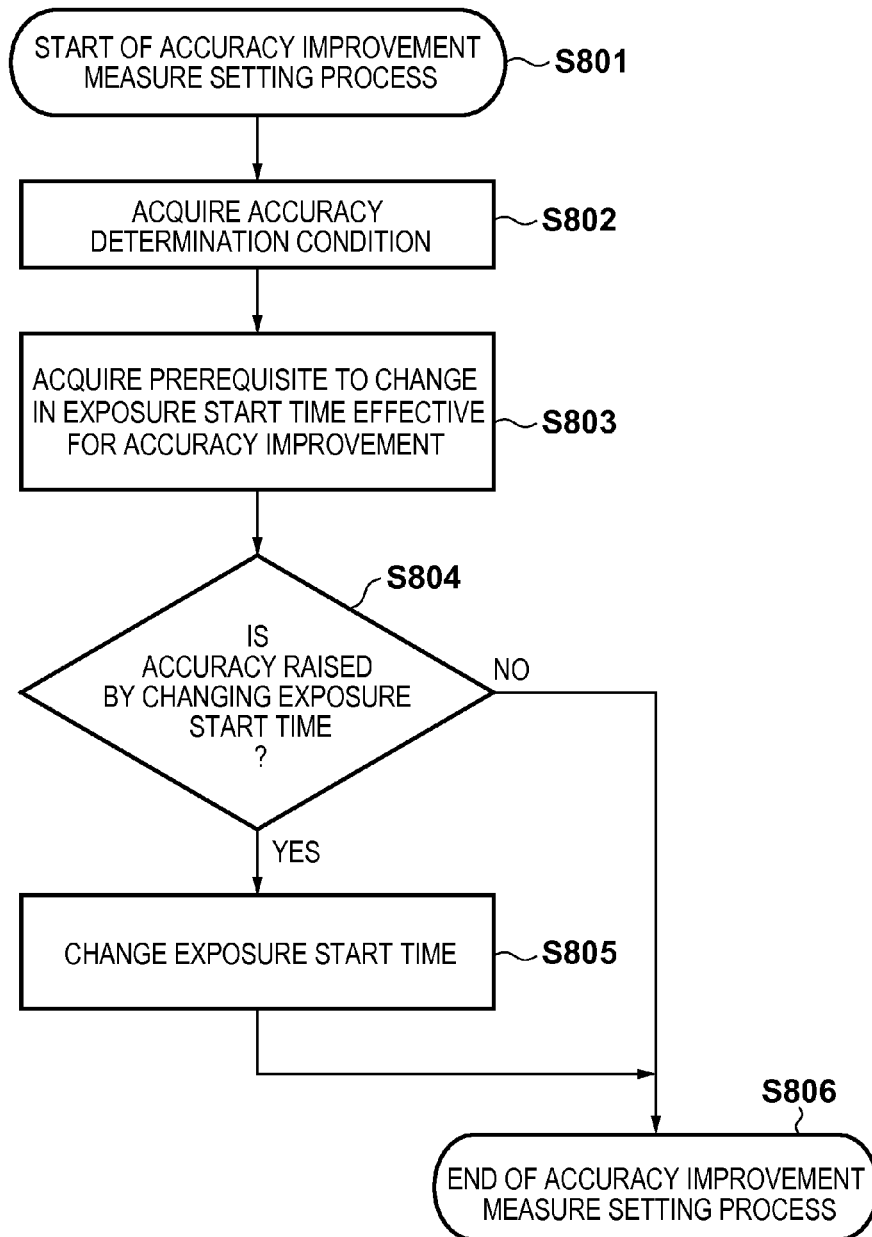 START OF ACCURACY IMPROVEMENT
MEASURE SETTING PROCESS
S801
ACQUIRE ACCURACY
DETERMINATION CONDITION
S802
ACQUIRE PREREQUISITE TO CHANGE
IN EXPOSURE START TIME EFFECTIVE
FOR ACCURACY IMPROVEMENT
S803
S804
IS
ACCURACY RAISED
BY CHANGING EXPOSURE
START TIME
?
NO
YES
CHANGE EXPOSURE START TIME
S805
S806
END OF ACCURACY IMPROVEMENT
MEASURE SETTING PROCESS